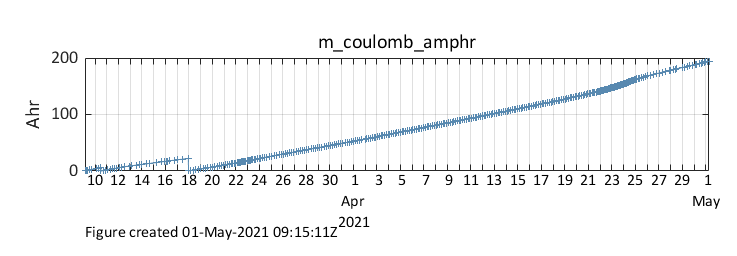 m_coulomb_amphr
200
100
0
Ahr
10 12 14 16 18 20 22 24 26 28 30 1 3 5 7 9 11 13 15 17 19 21 23 25 27 29 1
Apr May
2021
Figure created 01-May-2021 09:15:11Z